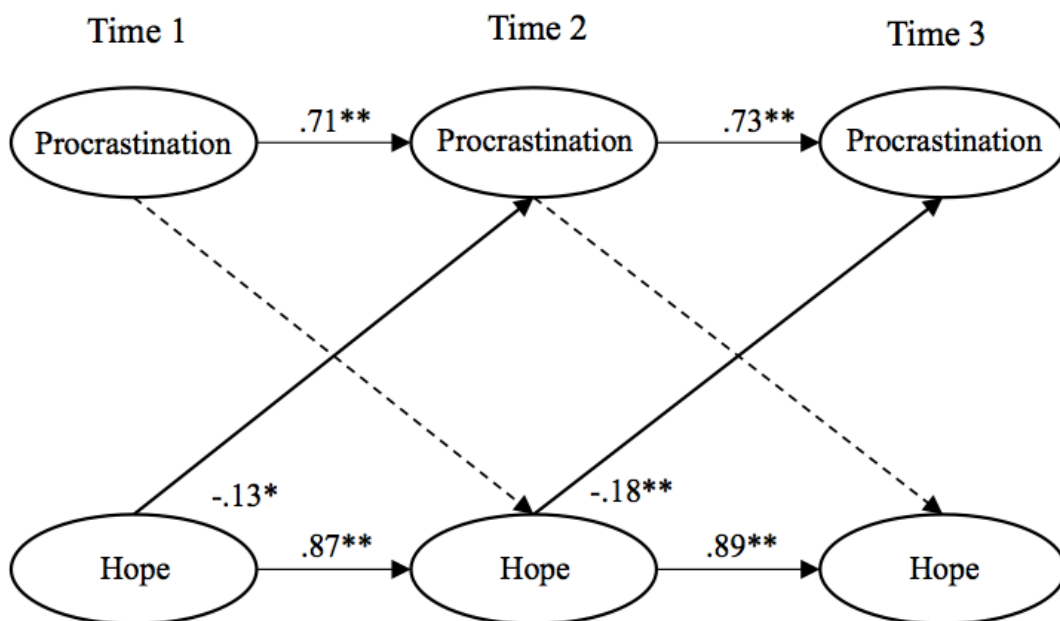 Time 1
Time 2
Time 3
Procrastination
.71**
Procrastination
.73**
Procrastination
-.13*
-.18**
Hope
.87**
Hope
.89**
Hope